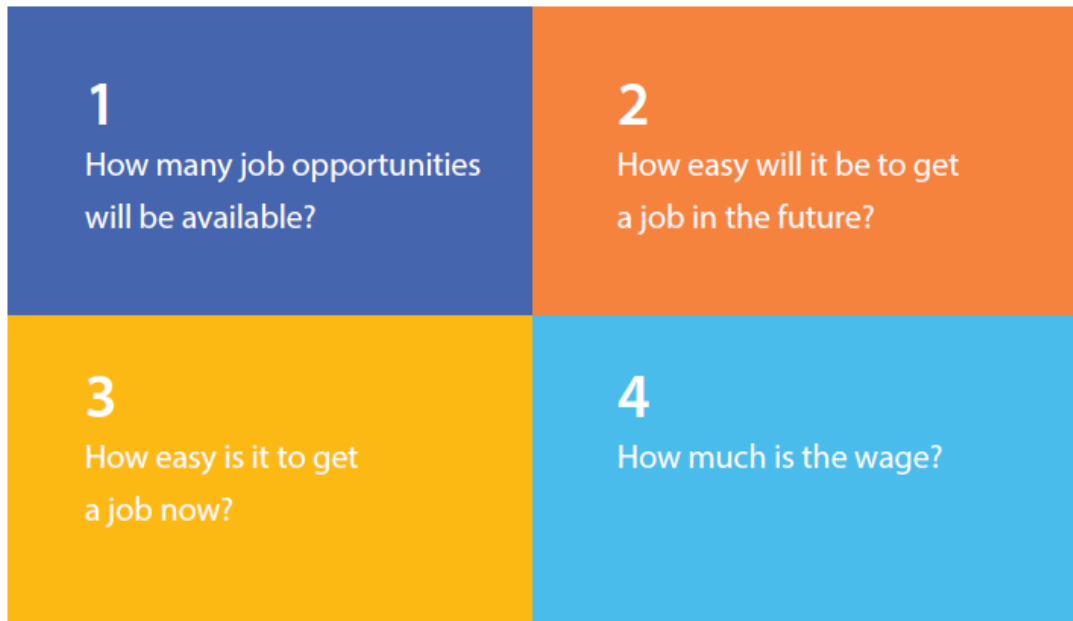 1
How many job opportunities
will be available?
2
How easy will it be to get
a job in the future?
3
How easy is it to get
a job now?
4
How much is the wage?